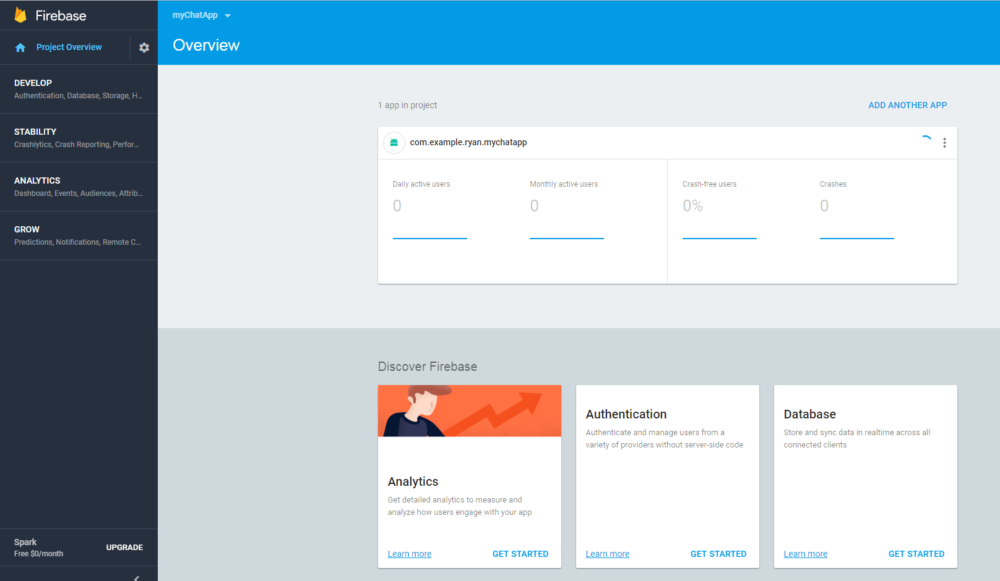 Firebase
Project Overview
DEVELOP
Authentication, Database, Storage, H...
STABILITY
Crashlytics, Crash Reporting, Perfor...
ANALYTICS
Dashboard, Events, Audiences, Attrib...
GROW
Predictions, Notifications, Remote C...
Spark
Free $0/month
UPGRADE
myChatApp
Overview
1 app in project
ADD ANOTHER APP
com.example.ryan.mychatapp
Daily active users
0
Monthly active users
0
Crash-free users
0%
Crashes
0
Discover Firebase
Analytics
Get detailed analytics to measure and
analyze how users engage with your app
Learn more
GET STARTED
Authentication
Authenticate and manage users from a
variety of providers without server-side code
Learn more
GET STARTED
Database
Store and sync data in realtime across all
connected clients
Learn more
GET STARTED